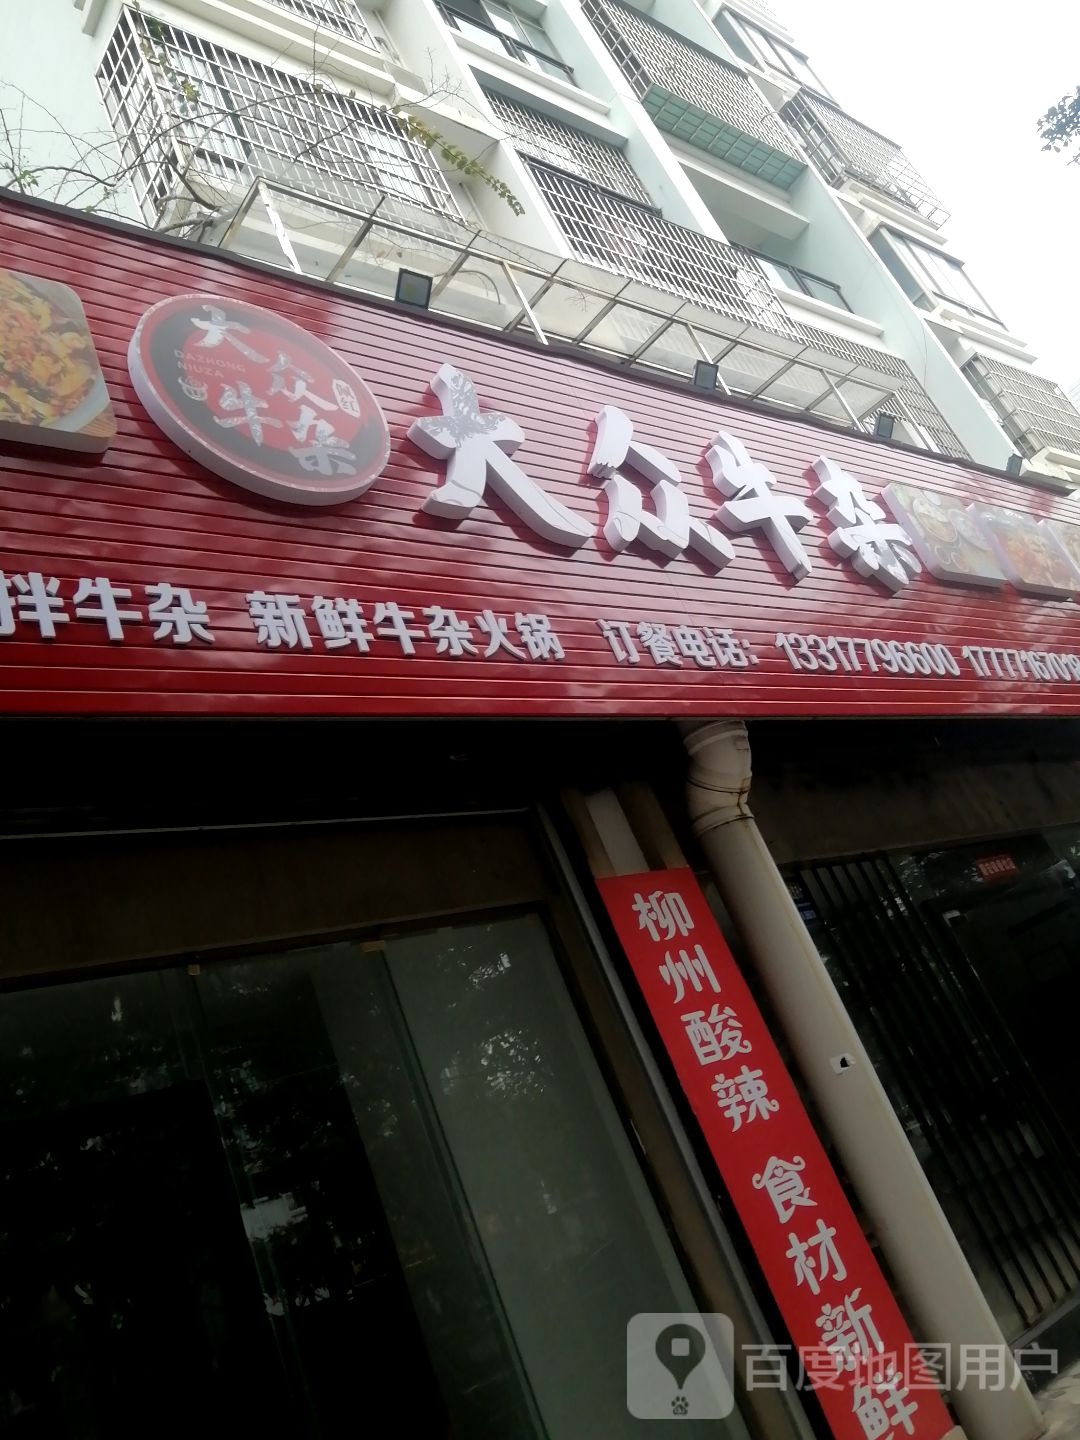 大众
牛杂
DAZHONG
NIUZA
大众牛杂
拌牛杂 新鲜牛杂火锅 订餐电话：13317796600 1777167018
柳州酸辣 食材新鲜
百度地图用户